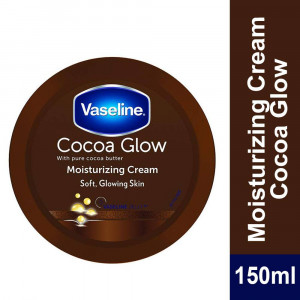 Vaseline
Cocoa Glow
With pure cocoa butter
Moisturizing Cream
Soft, Glowing Skin
Moisturizing Cream
Cocoa Glow
150ml